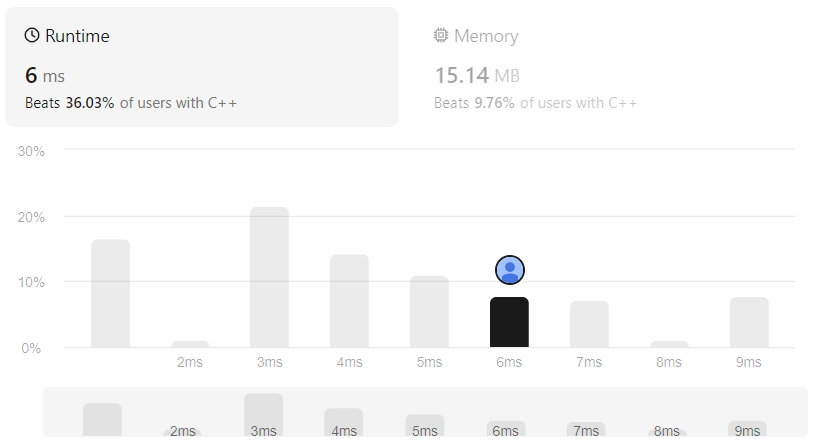 Runtime
6 ms
Beats 36.03% of users with C++
Memory
15.14 MB
Beats 9.76% of users with C++
30%
20%
10%
0%
2ms 3ms 4ms 5ms 6ms 7ms 8ms 9ms
2ms 3ms 4ms 5ms 6ms 7ms 8ms 9ms